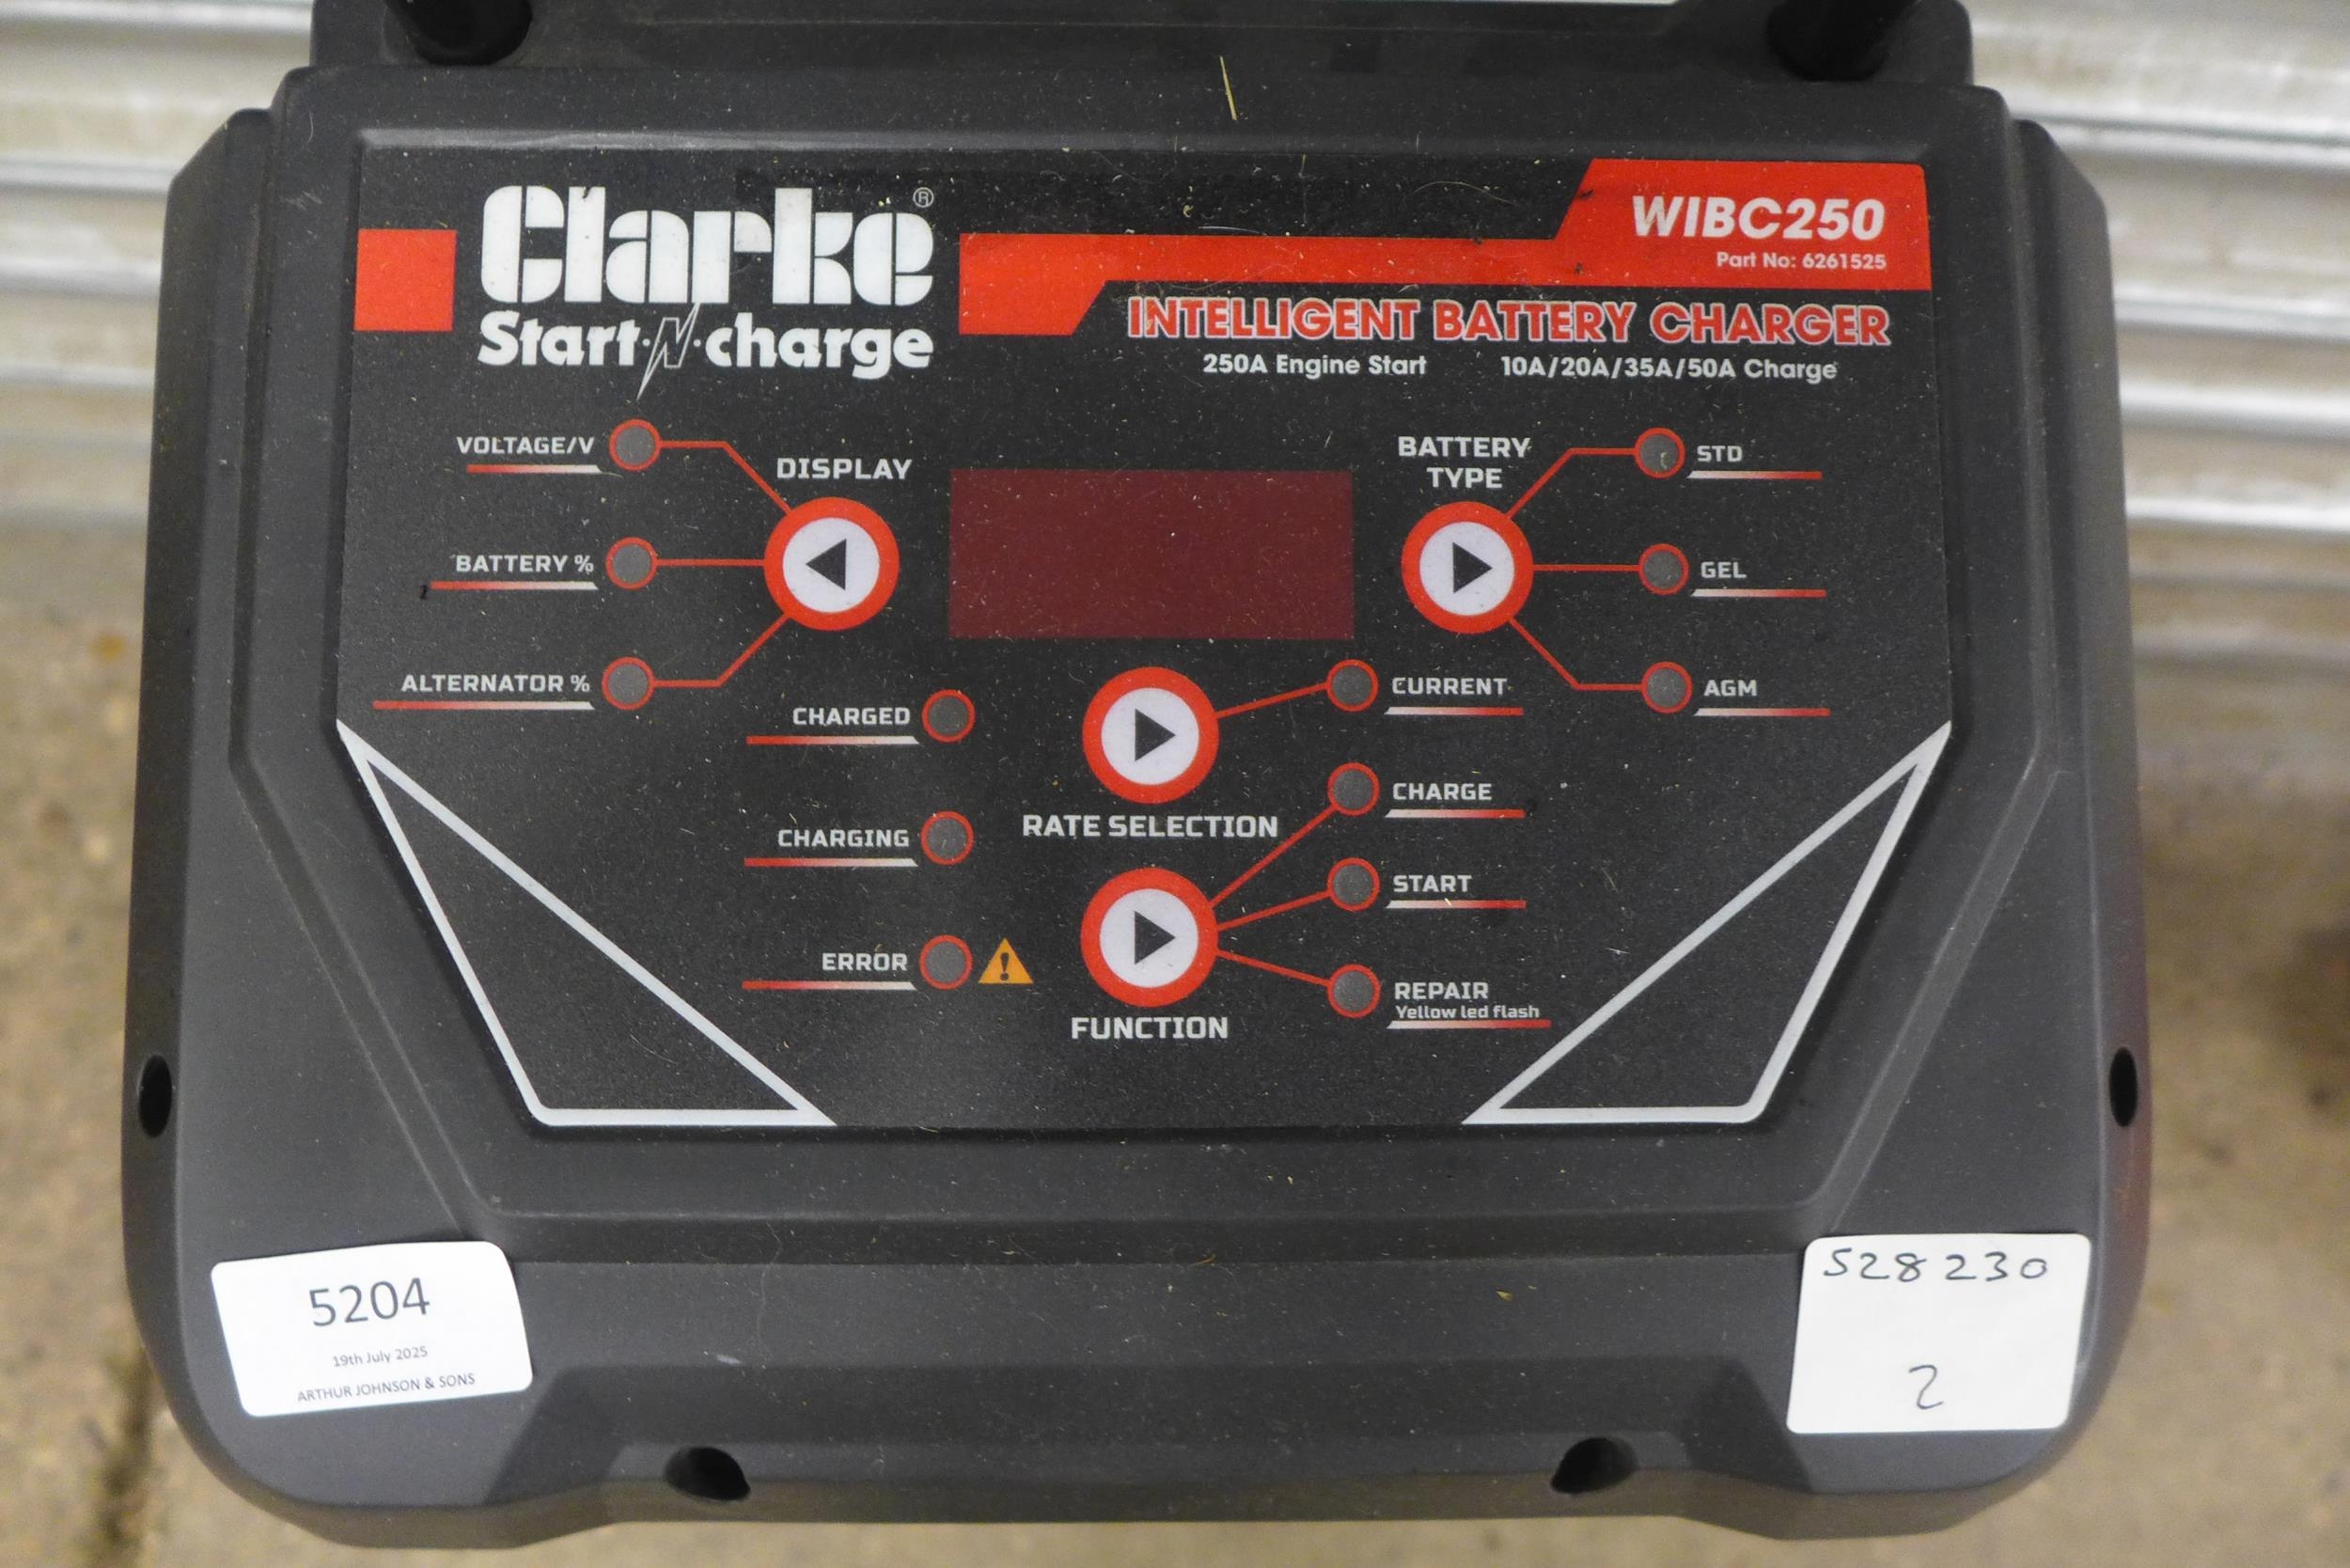 Clarke®
Start·N·charge
WIBC250
Part No: 6261525
INTELLIGENT BATTERY CHARGER
250A Engine Start 10A/20A/35A/50A Charge
VOLTAGE/V
BATTERY %
ALTERNATOR %
DISPLAY
BATTERY
TYPE
STD
GEL
AGM
CHARGED
CHARGING
ERROR
!
RATE SELECTION
CURRENT
FUNCTION
CHARGE
START
REPAIR
Yellow led flash
5204
19th July 2025
ARTHUR JOHNSON & SONS
528230
2